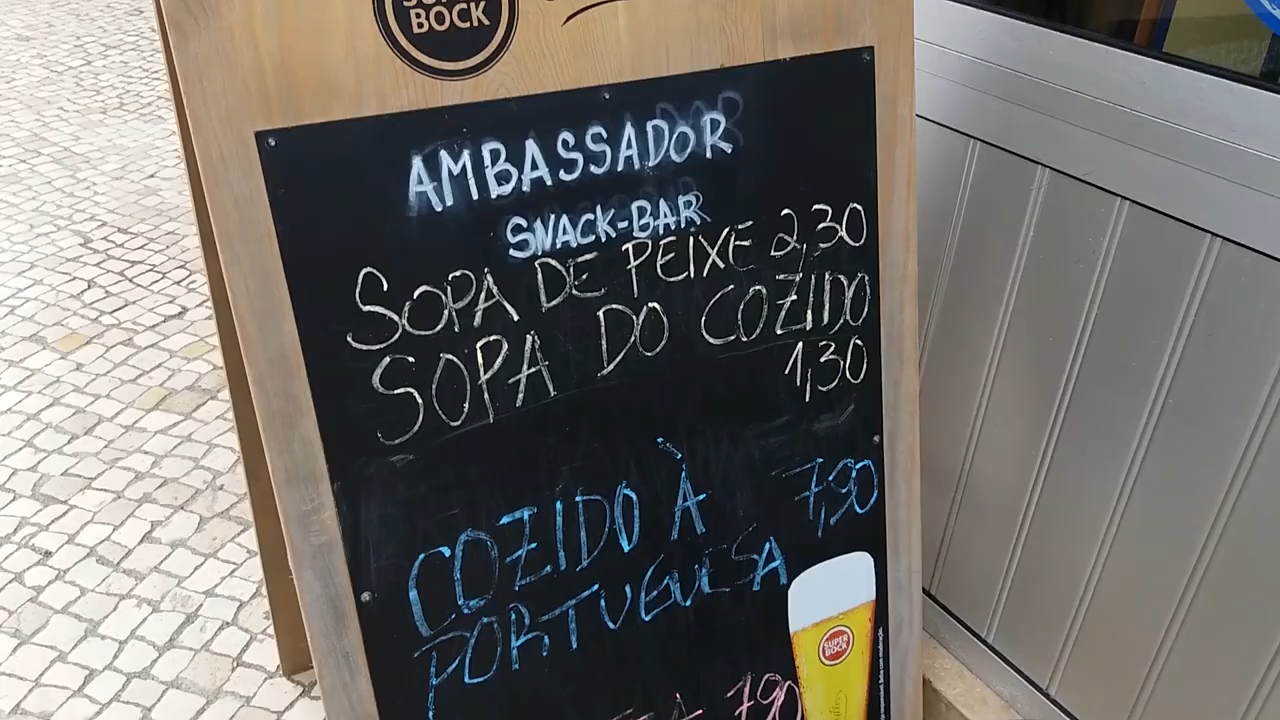 SUPER
BOCK
AMBASSADOR
SNACK-BAR
SOPA DE PEIXE 2,30
SOPA DO COZIDO
1,30
COZIDO À 7,90
PORTUGUESA
SUPER
BOCK
7,90